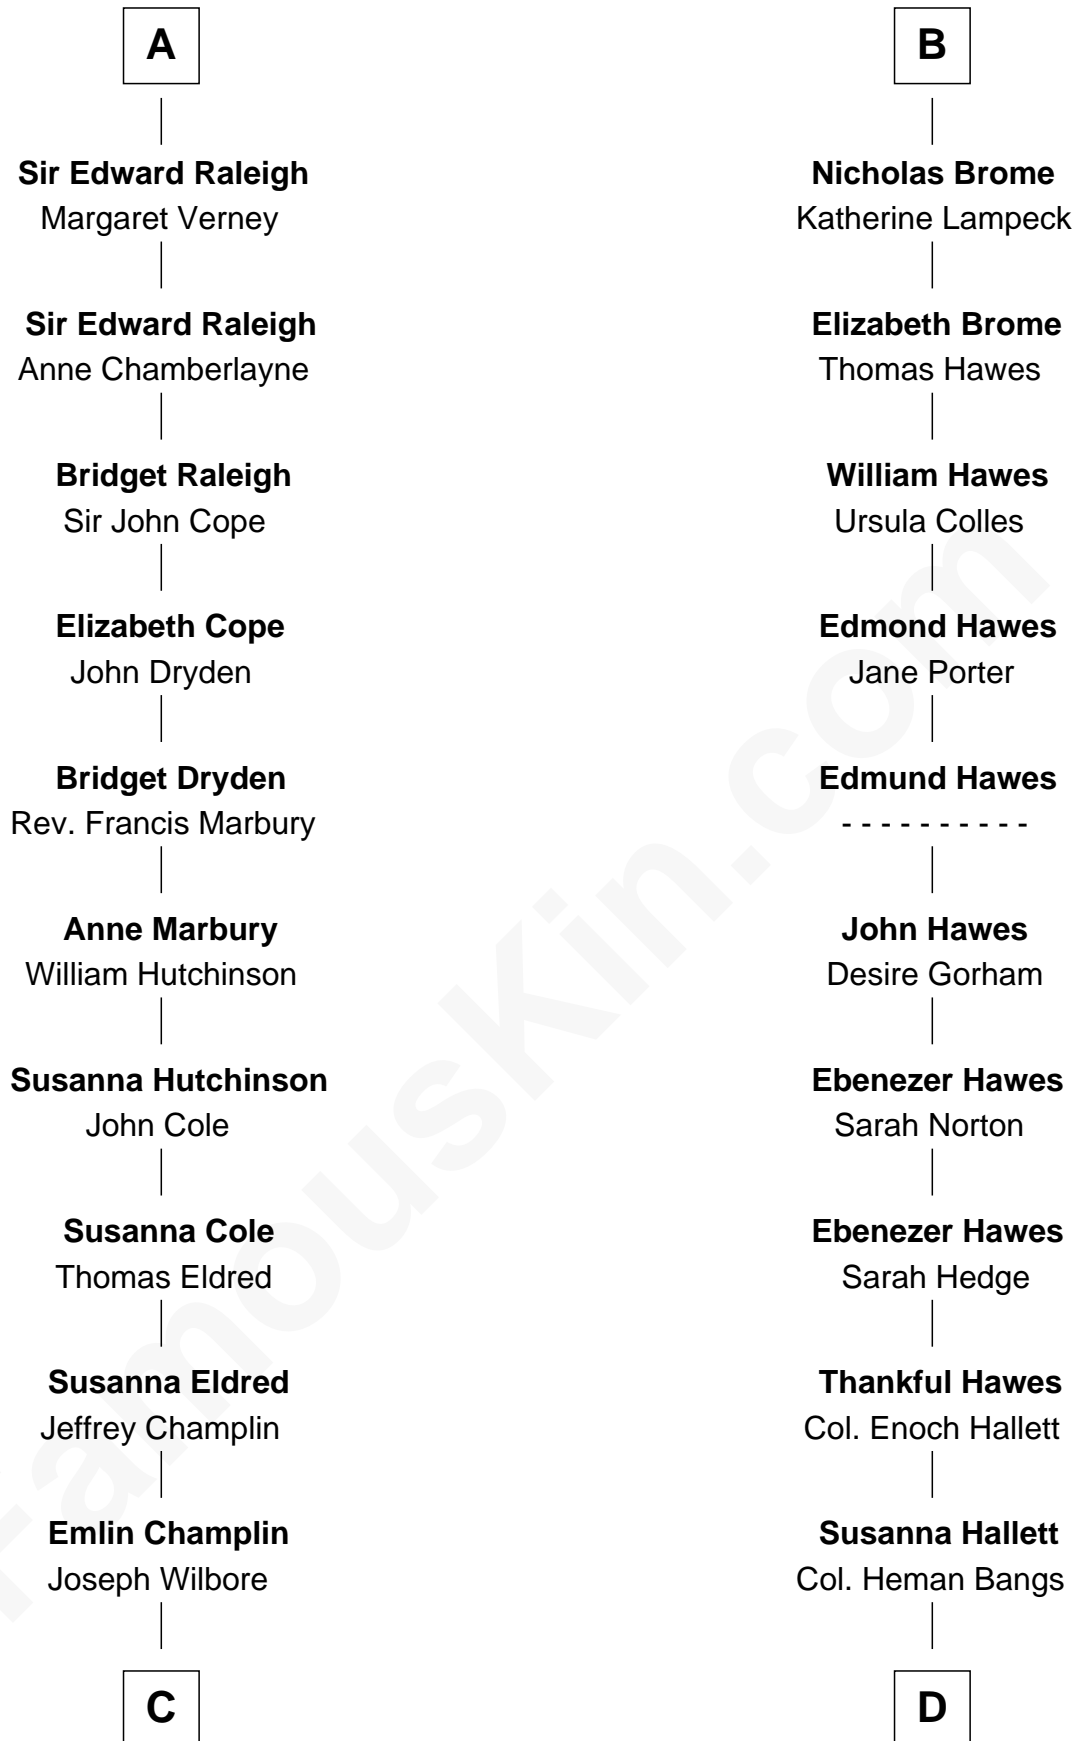 A
Sir Edward Raleigh
Margaret Verney
Sir Edward Raleigh
Anne Chamberlayne
Bridget Raleigh
Sir John Cope
Elizabeth Cope
John Dryden
Bridget Dryden
Rev. Francis Marbury
Anne Marbury
William Hutchinson
Susanna Hutchinson
John Cole
Susanna Cole
Thomas Eldred
Susanna Eldred
Jeffrey Champlin
Emlin Champlin
Joseph Wilbore
C
B
Nicholas Brome
Katherine Lampeck
Elizabeth Brome
Thomas Hawes
William Hawes
Ursula Colles
Edmond Hawes
Jane Porter
Edmund Hawes
- - - - - - - - - -
John Hawes
Desire Gorham
Ebenezer Hawes
Sarah Norton
Ebenezer Hawes
Sarah Hedge
Thankful Hawes
Col. Enoch Hallett
Susanna Hallett
Col. Heman Bangs
D
FamousKin.com